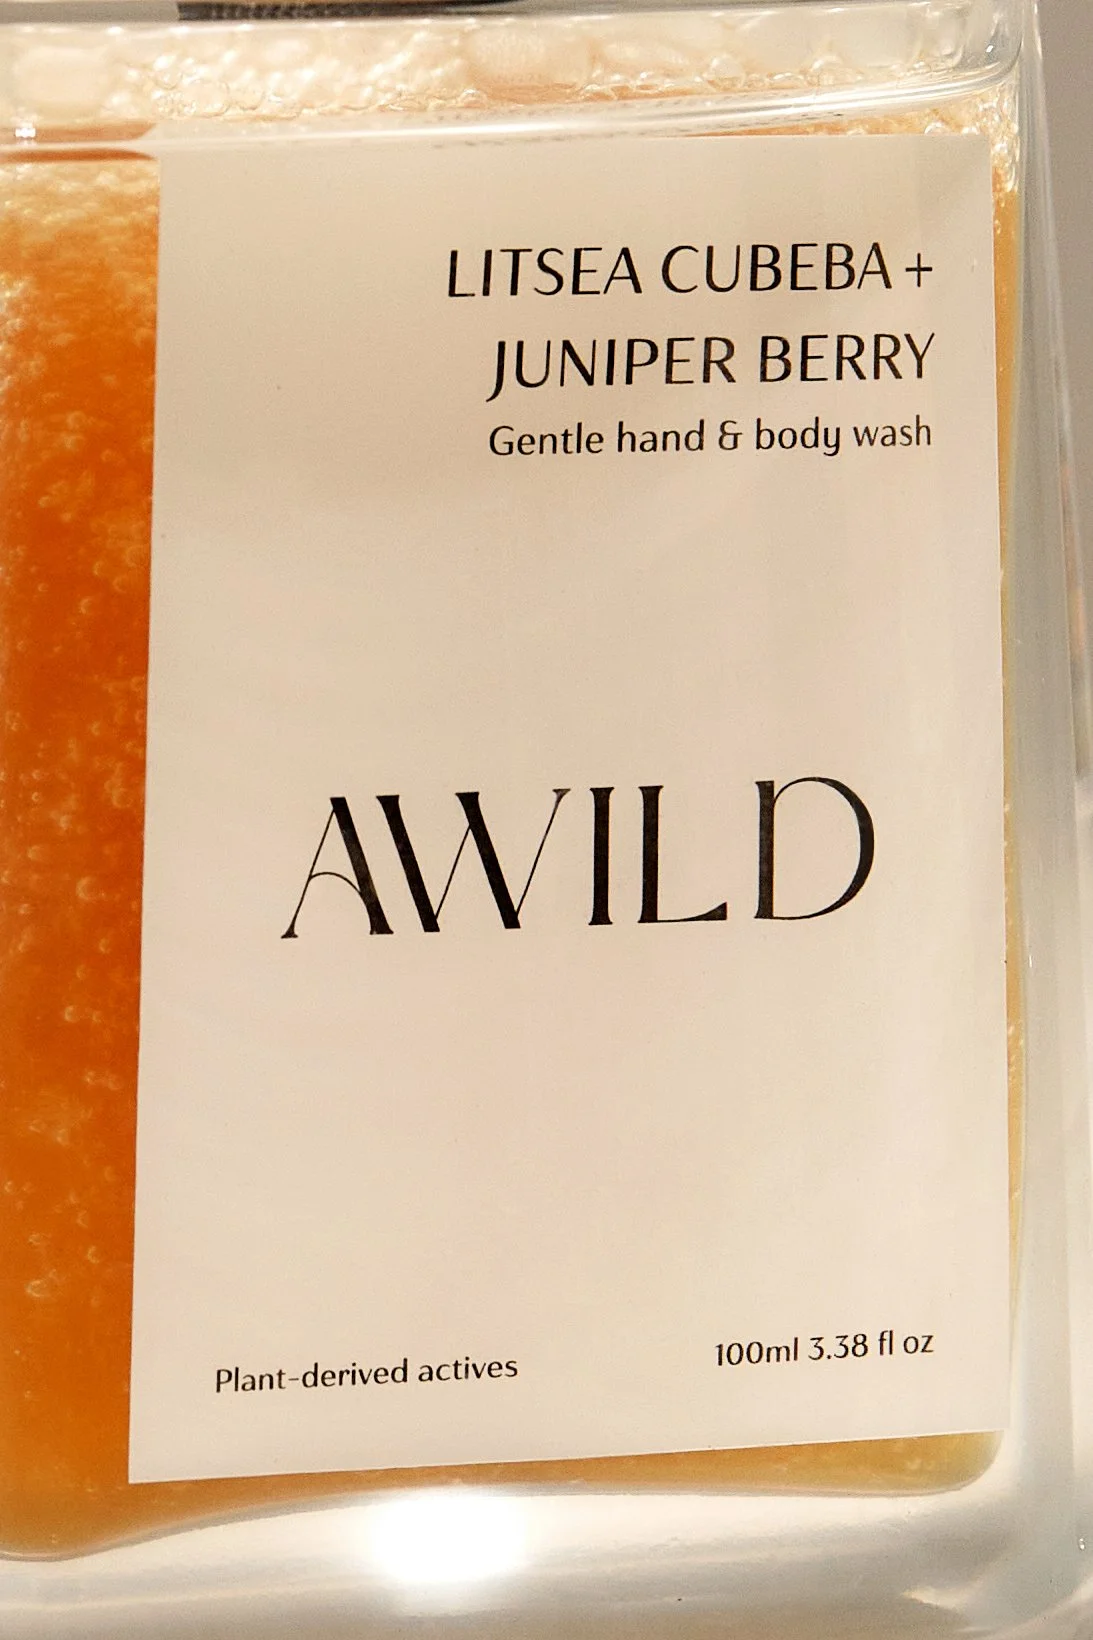 LITSEA CUBEBA +
JUNIPER BERRY
Gentle hand & body wash
AWILD
Plant-derived actives
100ml 3.38 fl oz